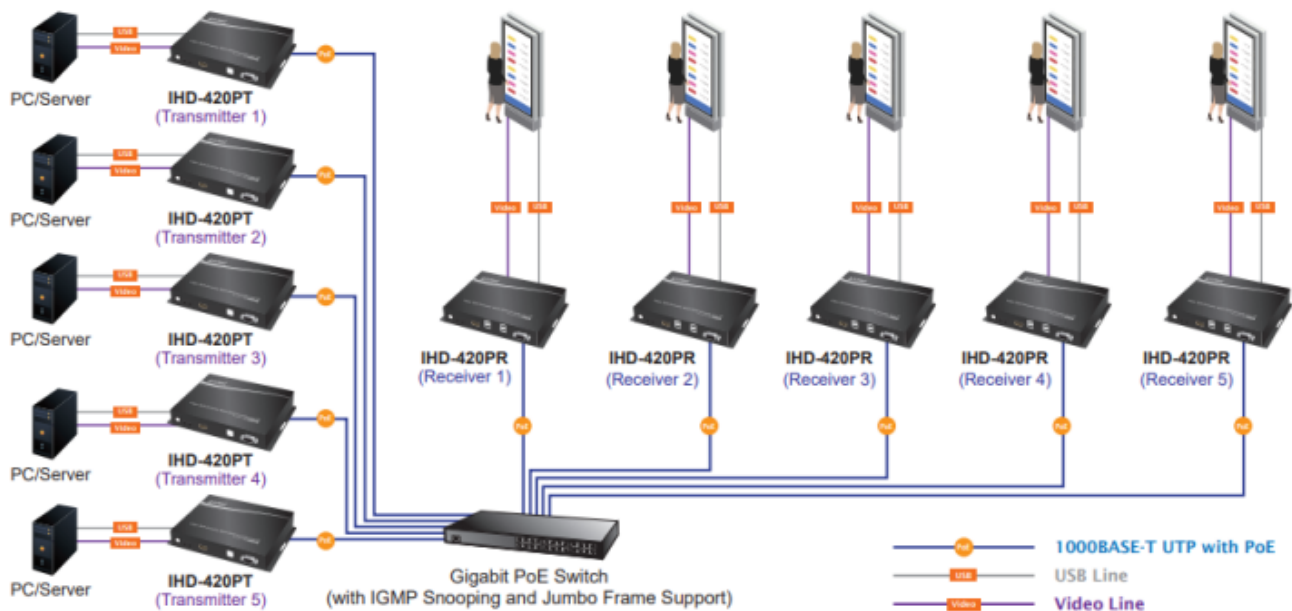 USB
Video
PoE
PC/Server
IHD-420PT
(Transmitter 1)
USB
Video
PoE
PC/Server
IHD-420PT
(Transmitter 2)
USB
Video
PoE
PC/Server
IHD-420PT
(Transmitter 3)
USB
Video
PoE
PC/Server
IHD-420PT
(Transmitter 4)
USB
Video
PoE
PC/Server
IHD-420PT
(Transmitter 5)
Video USB
Video USB
Video USB
Video USB
Video USB
IHD-420PR
(Receiver 1)
IHD-420PR
(Receiver 2)
IHD-420PR
(Receiver 3)
IHD-420PR
(Receiver 4)
IHD-420PR
(Receiver 5)
PoE
PoE
PoE
PoE
PoE
Gigabit PoE Switch
(with IGMP Snooping and Jumbo Frame Support)
PoE 1000BASE-T UTP with PoE
USB USB Line
Video Video Line